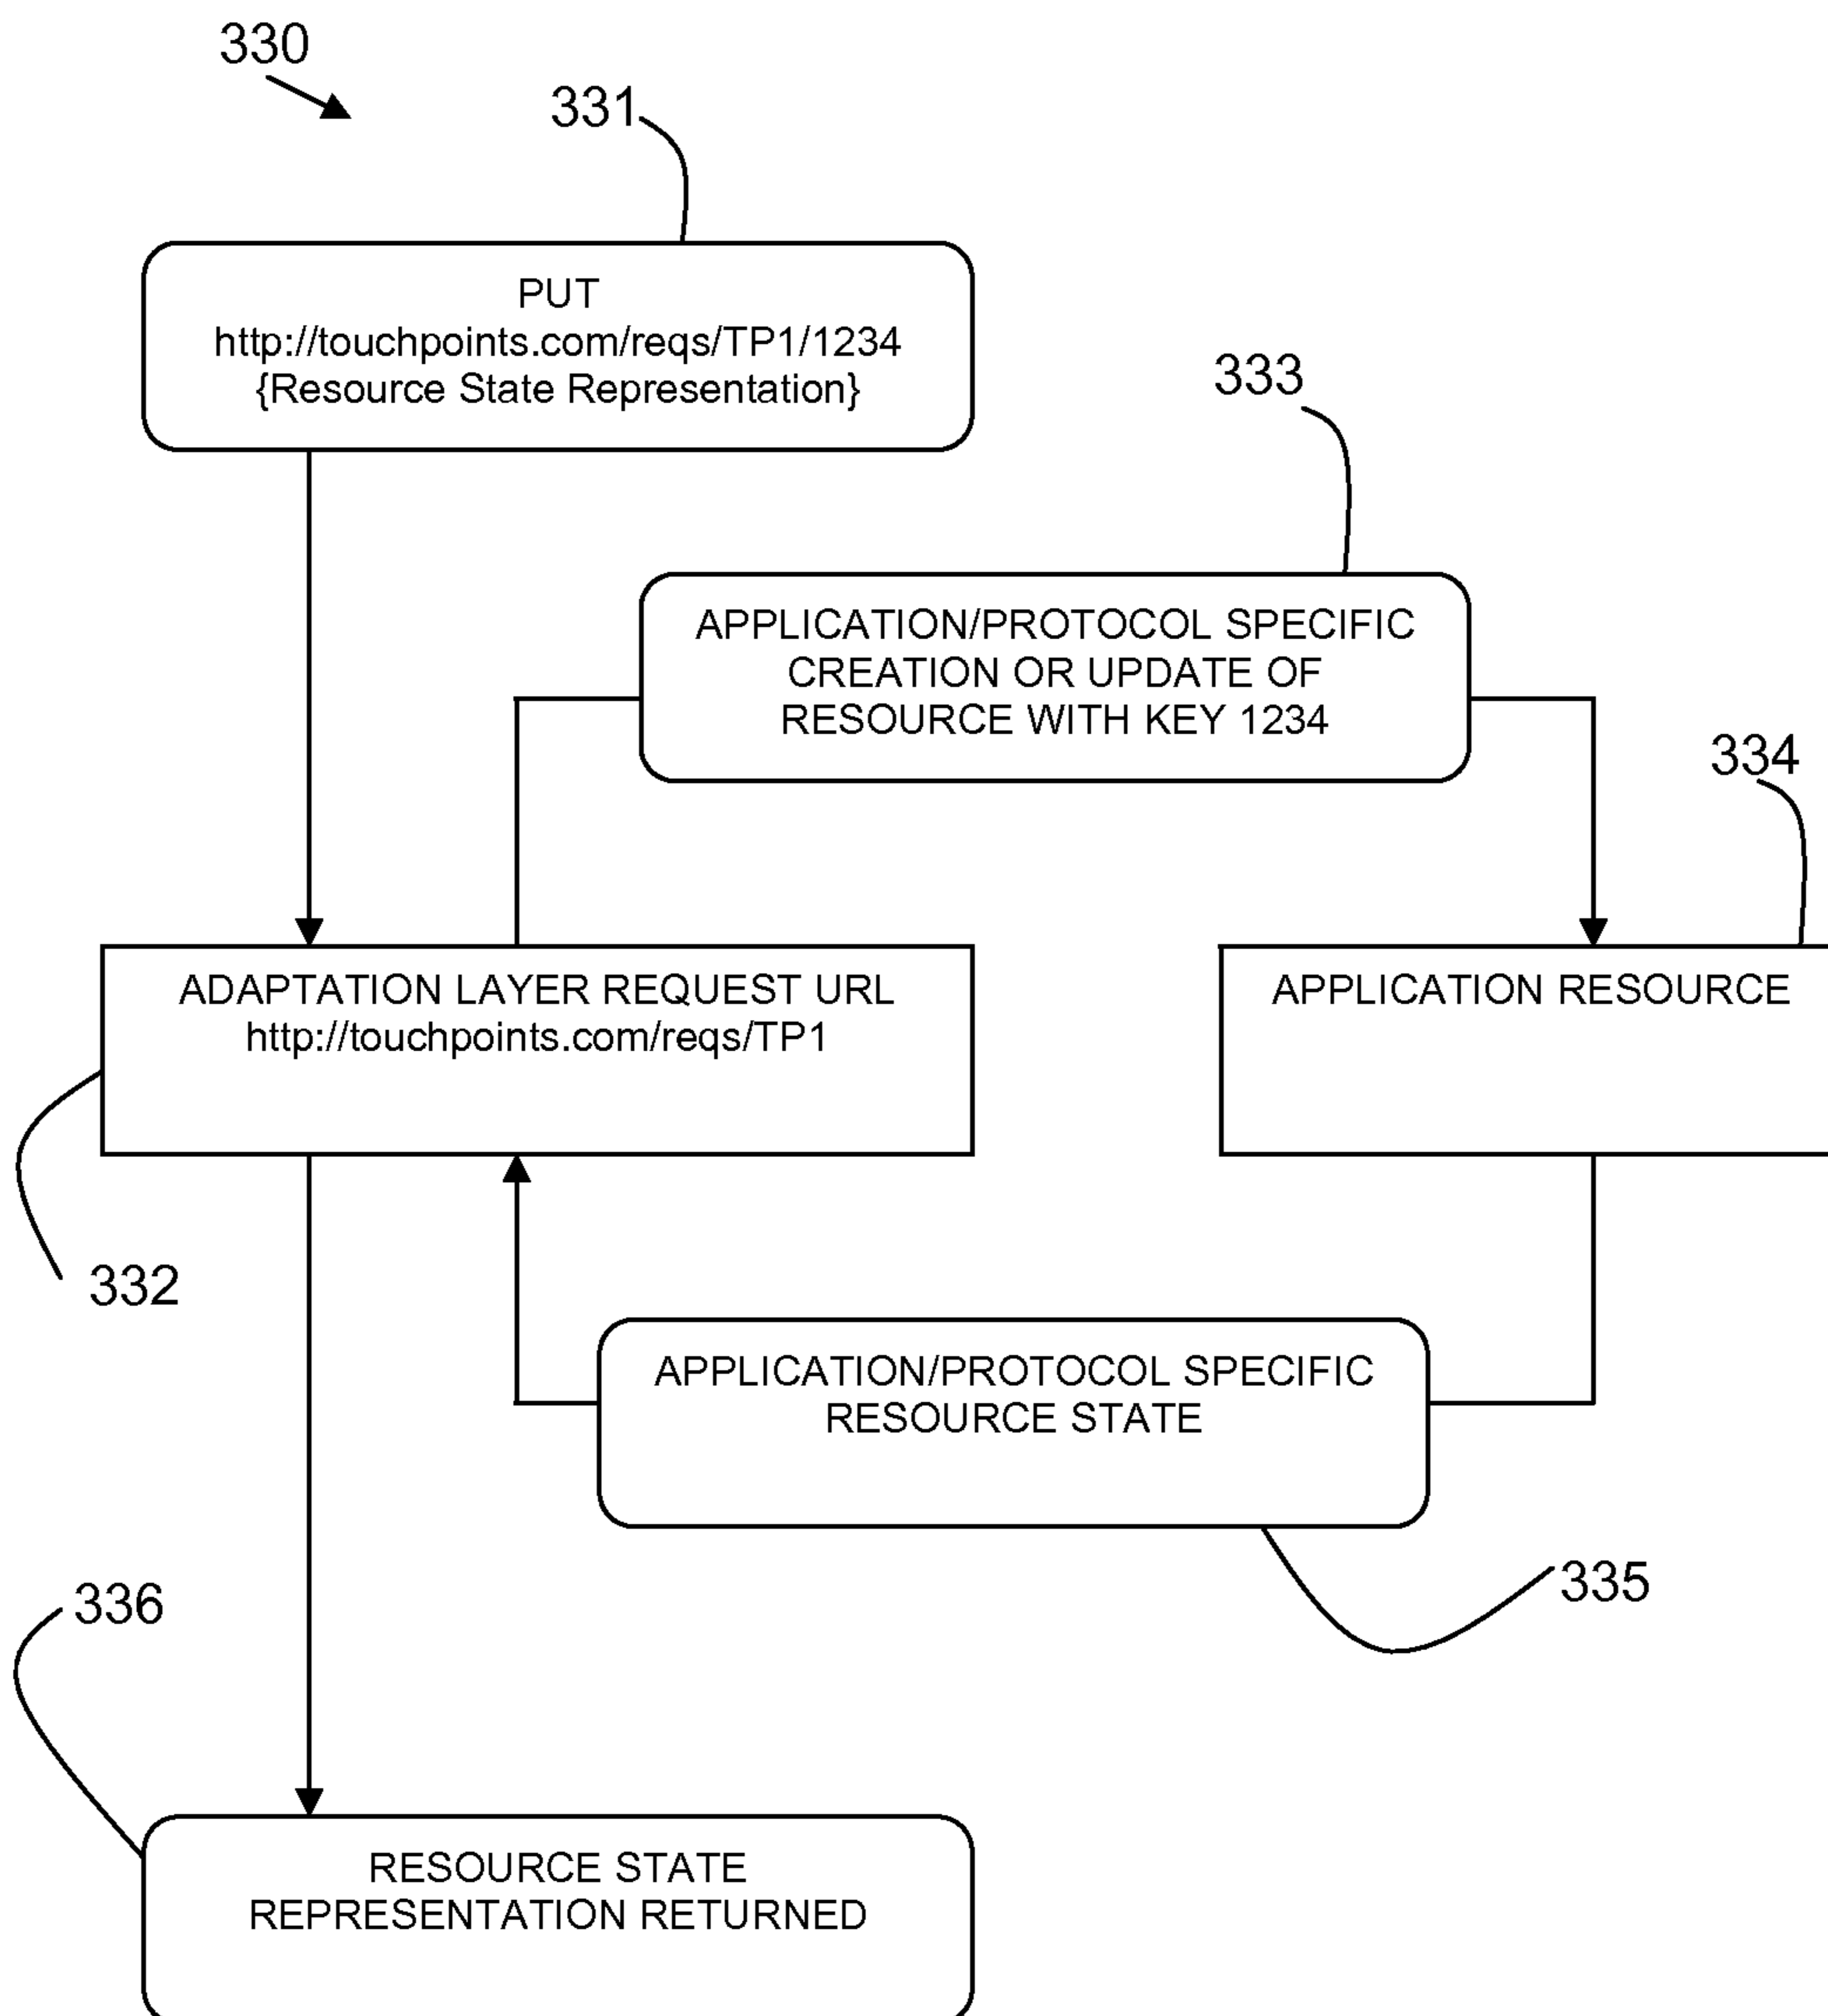 330
331
PUT
http://touchpoints.com/reqs/TP1/1234
{Resource State Representation}
333
APPLICATION/PROTOCOL SPECIFIC
CREATION OR UPDATE OF
RESOURCE WITH KEY 1234
334
ADAPTATION LAYER REQUEST URL
http://touchpoints.com/reqs/TP1
APPLICATION RESOURCE
332
APPLICATION/PROTOCOL SPECIFIC
RESOURCE STATE
335
336
RESOURCE STATE
REPRESENTATION RETURNED